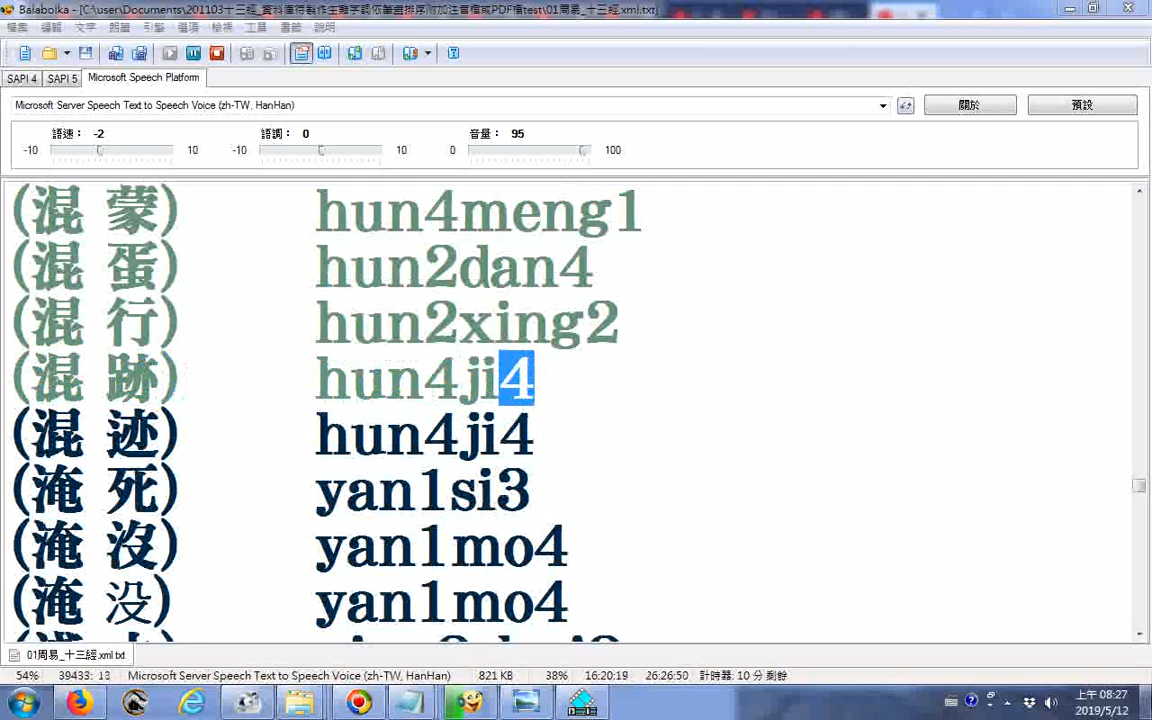 Balabolka - [C:\user\Documents\201103十三經_資料庫待製作生難字詞依筆畫排序附加注音檔或PDF檔test\01周易_十三經.xml.txt]
檔案 編輯 文字 朗讀 引擎 選項 檢視 工具 書籤 說明
SAPI 4 SAPI 5 Microsoft Speech Platform
Microsoft Server Speech Text to Speech Voice (zh-TW, HanHan) 關於 預設
語速： -2 語調： 0 音量： 95
-10 10 -10 10 0 100
(混 蒙) hun4meng1
(混 蛋) hun2dan4
(混 行) hun2xing2
(混 跡) hun4ji4
(混 迹) hun4ji4
(淹 死) yan1si3
(淹 沒) yan1mo4
(淹 没) yan1mo4
01周易_十三經.xml.txt
54% 39433: 13 Microsoft Server Speech Text to Speech Voice (zh-TW, HanHan) 821 KB 38% 16:20:19 26:26:50 計時器: 10 分 剩餘
上午 08:27
2019/5/12